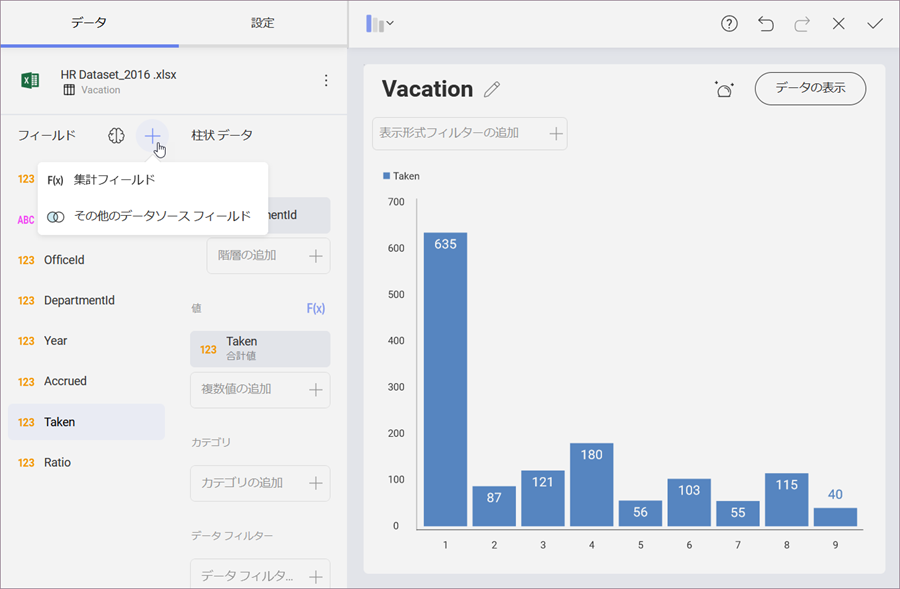 データ
設定
HR Dataset_2016 .xlsx
Vacation
フィールド
柱状 データ
123
F(x) 集計フィールド
ABC
その他のデータソース フィールド
mentId
123 OfficeId
階層の追加
123 DepartmentId
値
F(x)
123 Year
123 Taken
合計値
123 Accrued
複数値の追加
123 Taken
カテゴリ
123 Ratio
カテゴリの追加
データ フィルター
データ フィルタ...
Vacation
データの表示
表示形式フィルターの追加
Taken
700
600
500
400
300
200
100
0
635
87
121
180
56
103
55
115
40
1 2 3 4 5 6 7 8 9